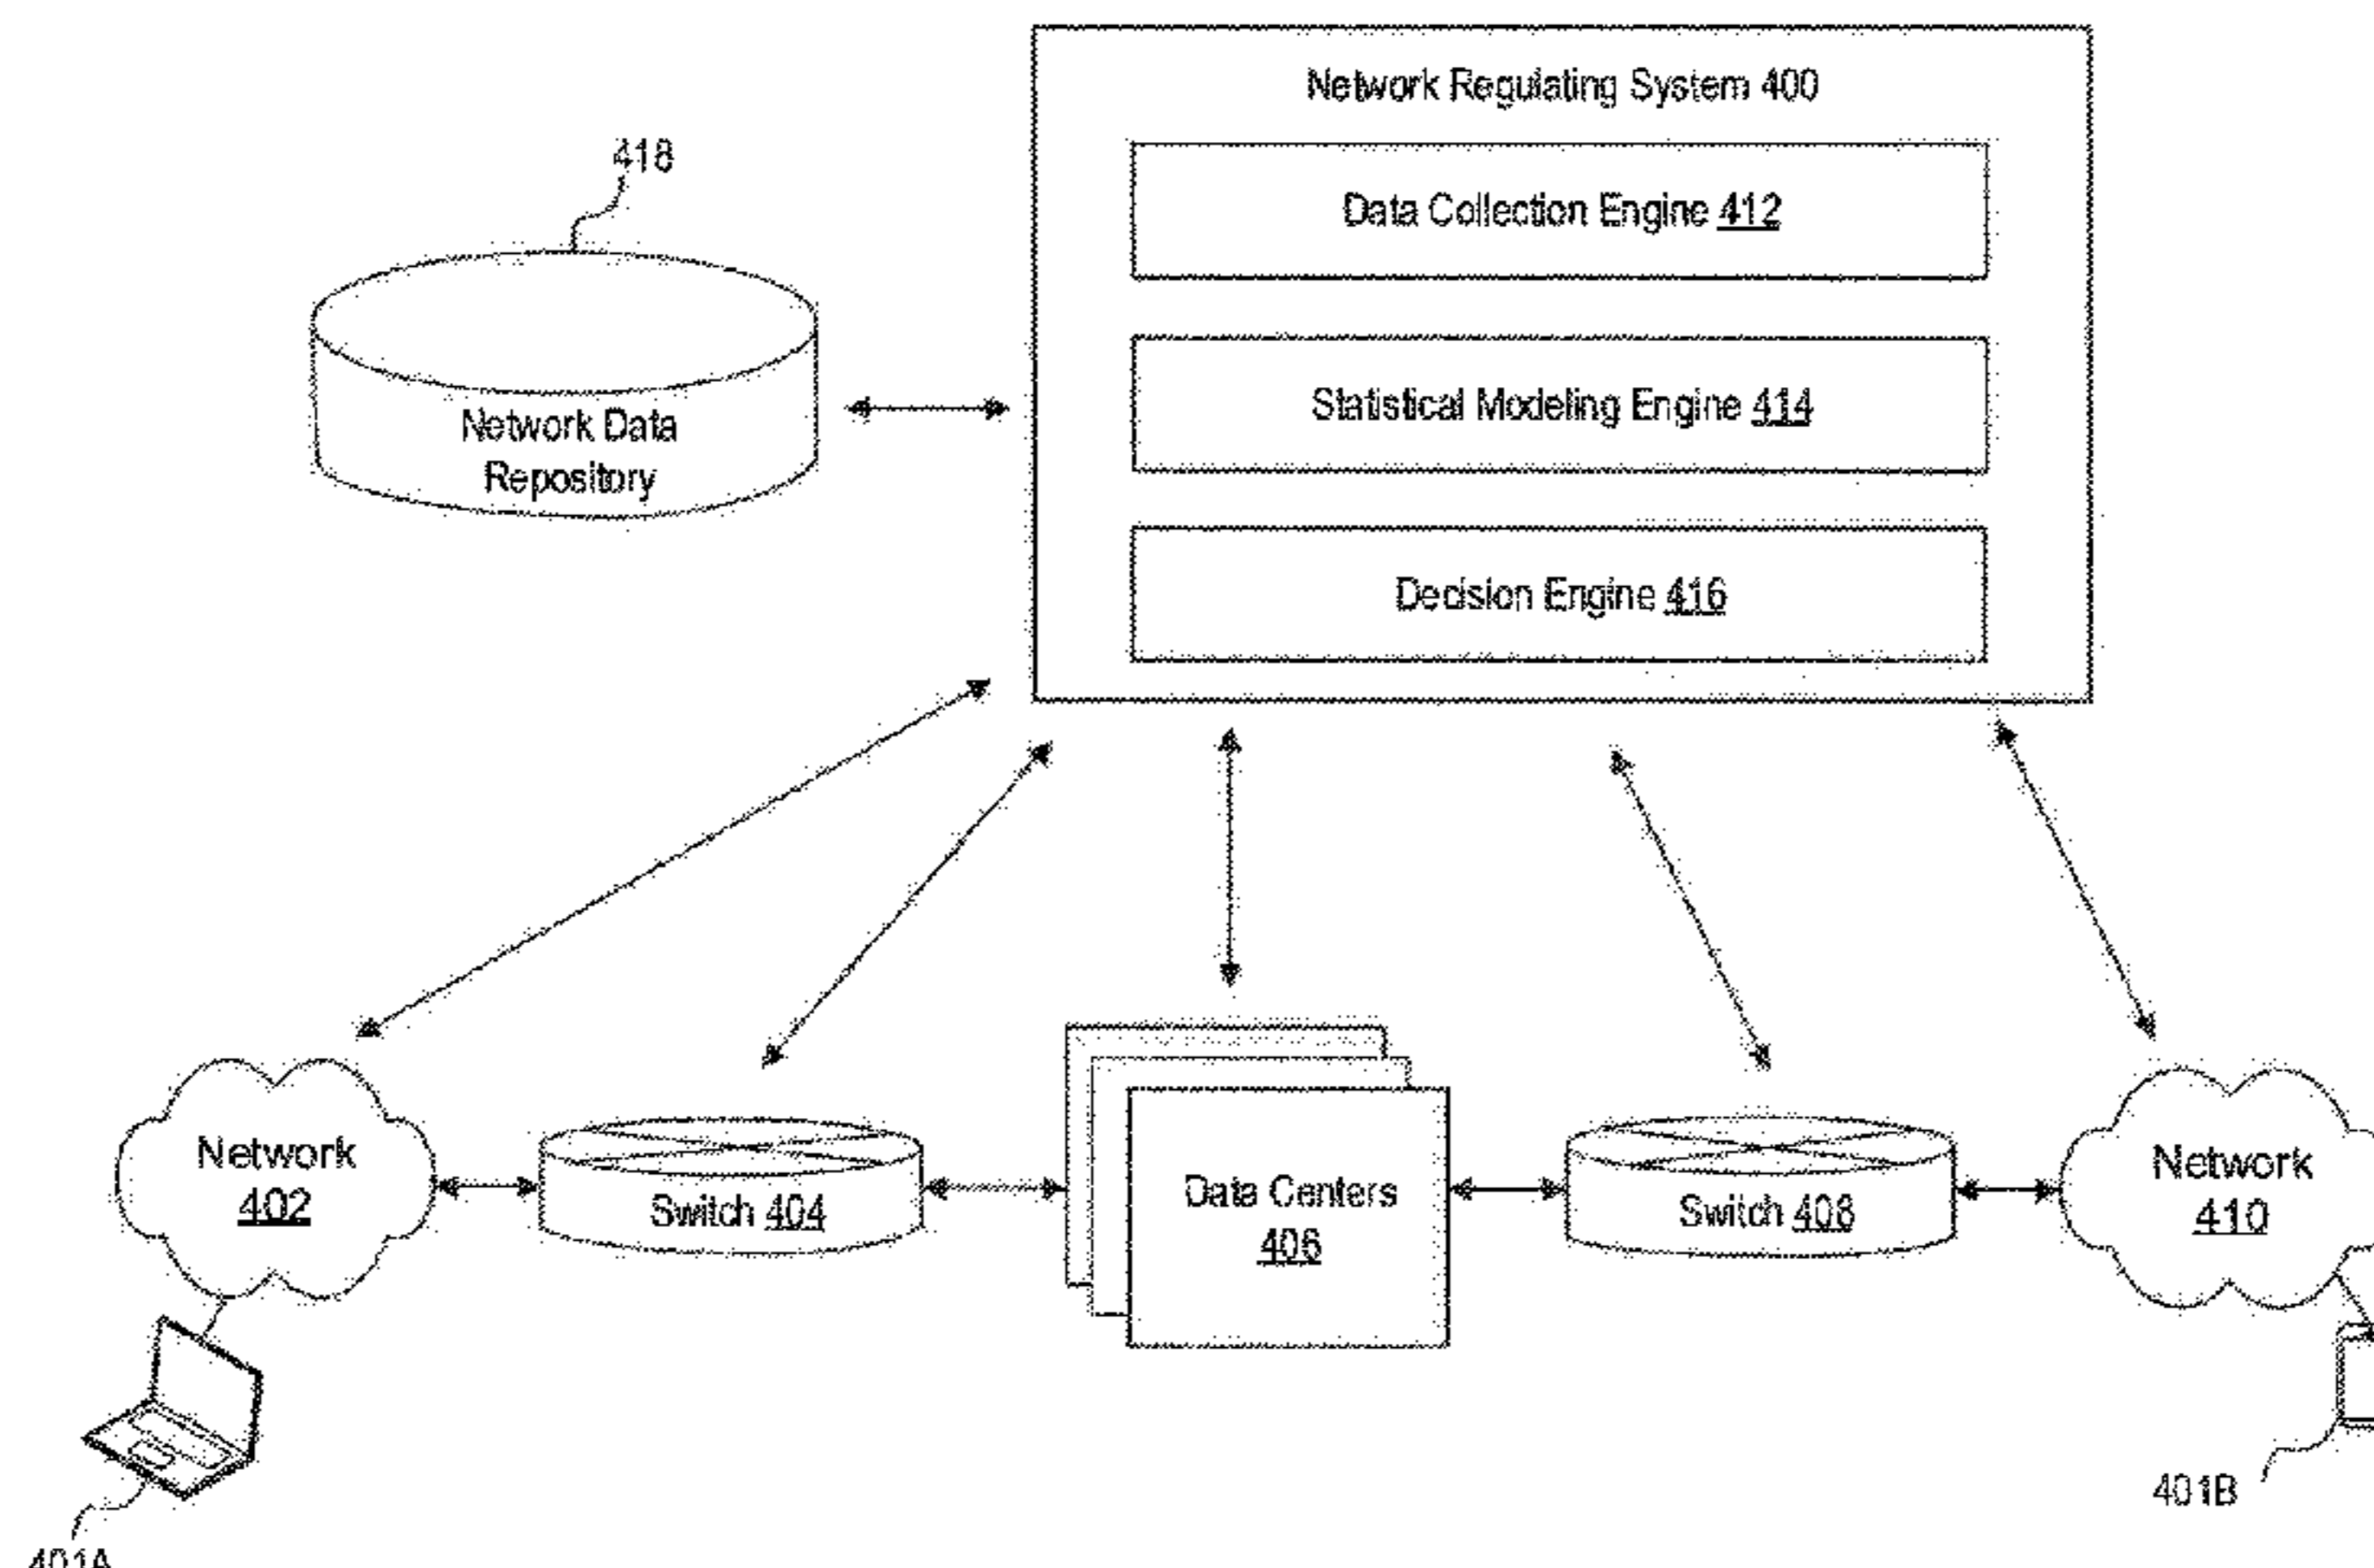 Network Regulating System 400
418
Data Collection Engine 412
Statistical Modeling Engine 414
Network Data
Repository
Decision Engine 416
Network
402
Switch 404
Data Centers
406
Switch 408
Network
410
401B
401A